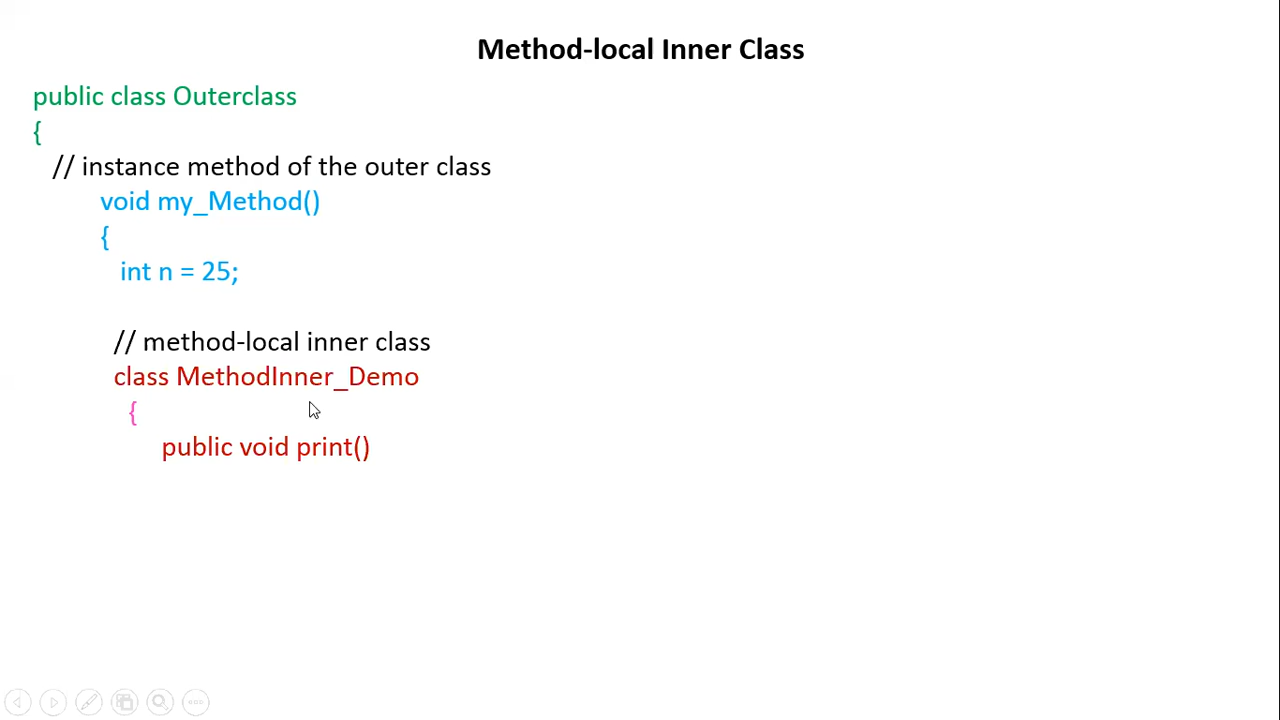 Method-local Inner Class
public class Outerclass
{
// instance method of the outer class
void my_Method()
{
int n = 25;
// method-local inner class
class MethodInner_Demo
{
public void print()